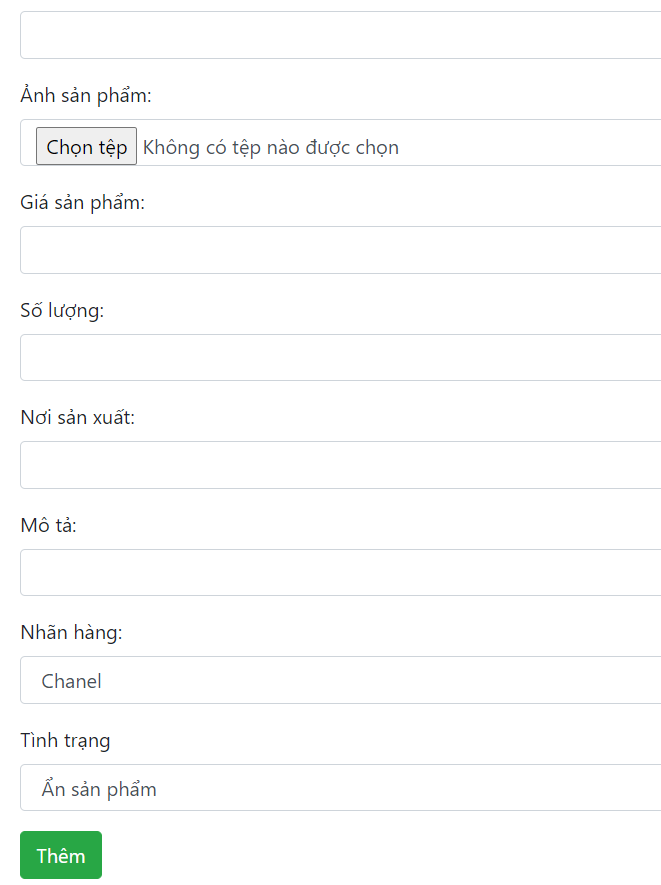 Ảnh sản phẩm:
Chọn tệp Không có tệp nào được chọn
Giá sản phẩm:
Số lượng:
Nơi sản xuất:
Mô tả:
Nhãn hàng:
Chanel
Tình trạng
Ẩn sản phẩm
Thêm